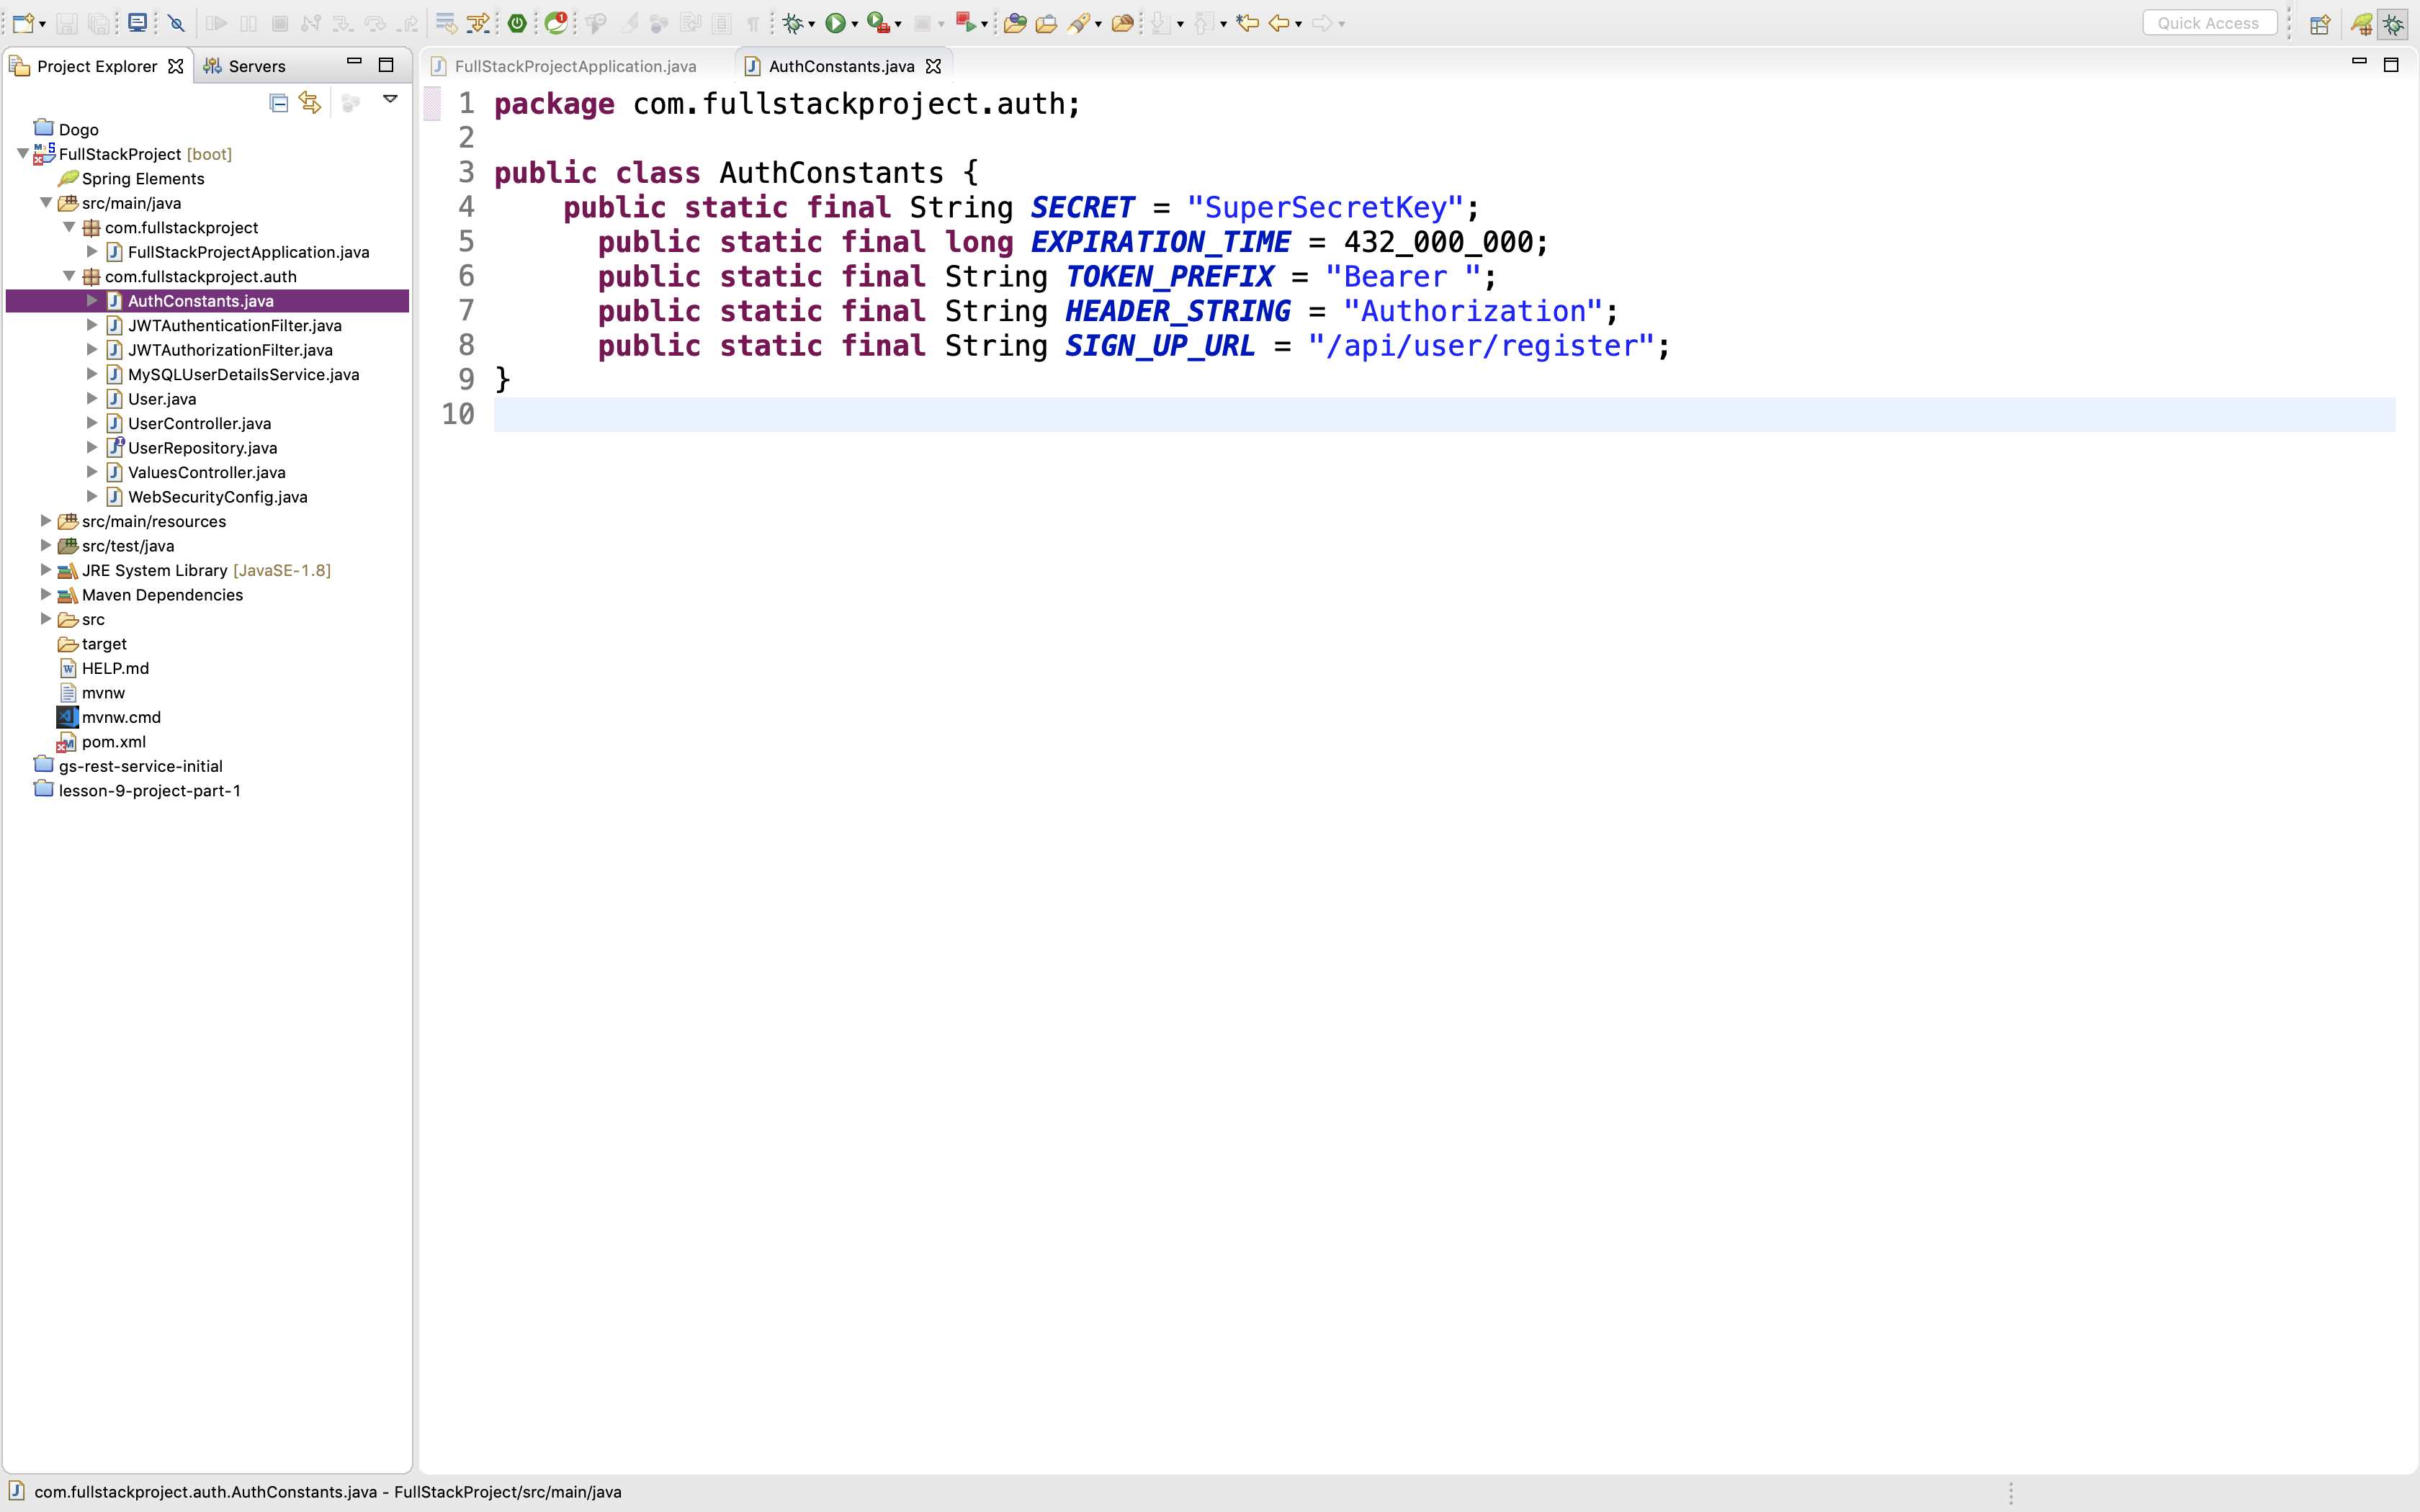 Quick Access
Project Explorer
Servers
FullStackProjectApplication.java
AuthConstants.java
Dogo
FullStackProject [boot]
Spring Elements
src/main/java
com.fullstackproject
FullStackProjectApplication.java
com.fullstackproject.auth
AuthConstants.java
JWTAuthenticationFilter.java
JWTAuthorizationFilter.java
MySQLUserDetailsService.java
User.java
UserController.java
UserRepository.java
ValuesController.java
WebSecurityConfig.java
src/main/resources
src/test/java
JRE System Library [JavaSE-1.8]
Maven Dependencies
src
target
HELP.md
mvnw
mvnw.cmd
pom.xml
gs-rest-service-initial
lesson-9-project-part-1
1 package com.fullstackproject.auth;
2
3 public class AuthConstants {
4     public static final String SECRET = "SuperSecretKey";
5       public static final long EXPIRATION_TIME = 432_000_000;
6       public static final String TOKEN_PREFIX = "Bearer ";
7       public static final String HEADER_STRING = "Authorization";
8       public static final String SIGN_UP_URL = "/api/user/register";
9 }
10
com.fullstackproject.auth.AuthConstants.java - FullStackProject/src/main/java